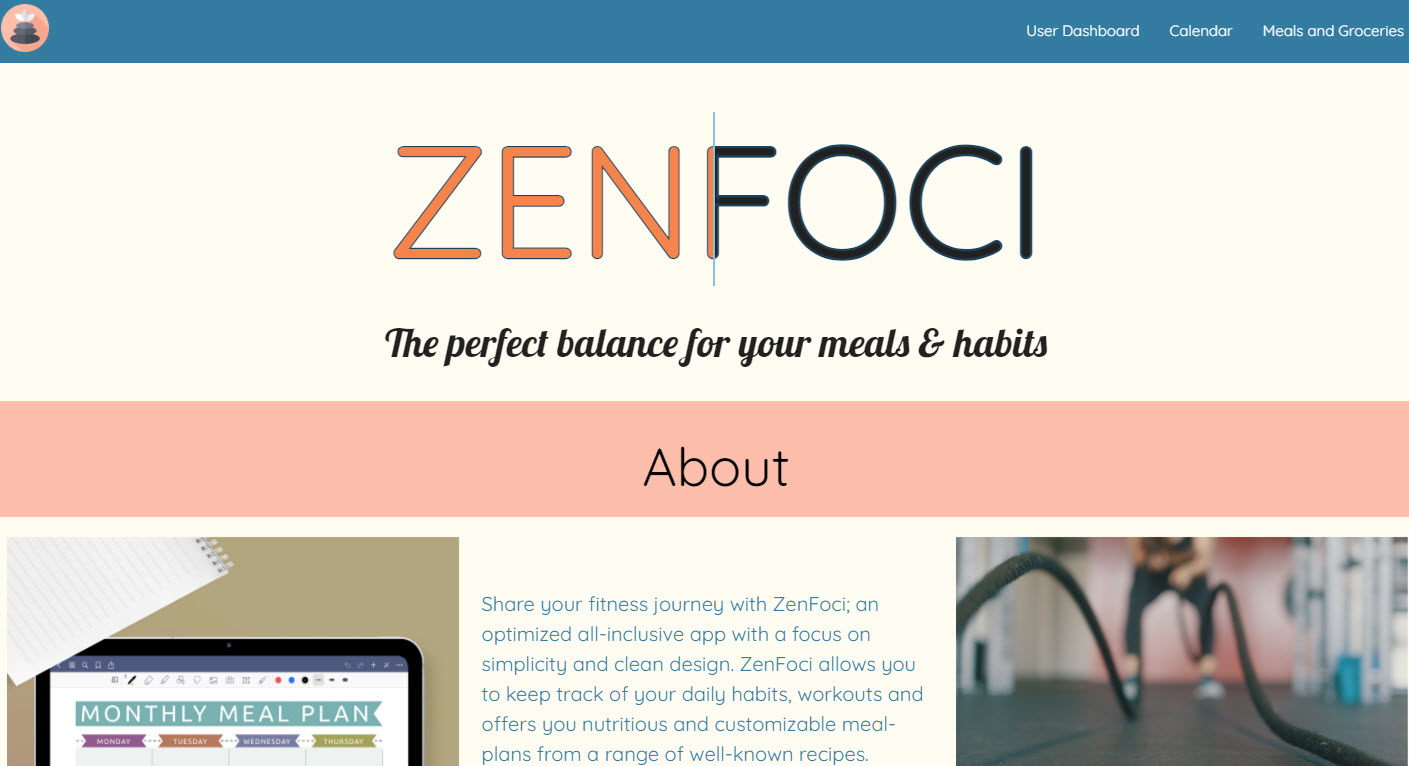 User Dashboard Calendar Meals and Groceries
ZENFOCI
The perfect balance for your meals & habits
About
Share your fitness journey with ZenFoci; an
optimized all-inclusive app with a focus on
simplicity and clean design. ZenFoci allows you
to keep track of your daily habits, workouts and
offers you nutritious and customizable meal-
plans from a range of well-known recipes.
MONTHLY MEAL PLAN
MONDAY TUESDAY WEDNESDAY THURSDAY